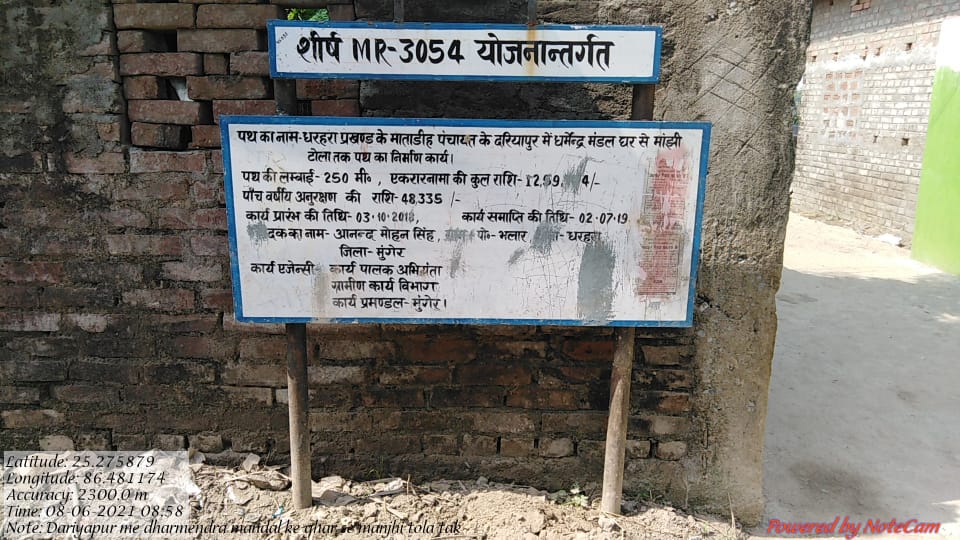 शीर्ष MR-3054 योजनान्तर्गत
पथ का नाम-धरहरा प्रखण्ड के माताडीह पंचायत के दरियापुर में धर्मेन्द्र मंडल घर से मांझी
टोला तक पथ का निर्माण कार्य।
पथ की लम्बाई- 250 मी०, एकरारनामा की कुल राशि-
पाँच वर्षीय अनुरक्षण की राशि- 48,335 /-
कार्य प्रारंभ की तिथि- 03.10.2018, कार्य समाप्ति की तिथि- 02.07.19
का नाम- आनन्द मोहन सिंह, पो०- भलार, धरहरा
जिला- मुंगेर
कार्य एजेन्सी कार्य पालक अभियंता
ग्रामीण कार्य विभाग
कार्य प्रमण्डल- मुंगेर।
Latitude: 25.275879
Longitude: 86.481174
Accuracy: 2300.0 m
Time: 08-06-2021 08:58
Note: Dariyapur me dharmendra mandal ke ghar se manjhi tola tak
Powered by NoteCam